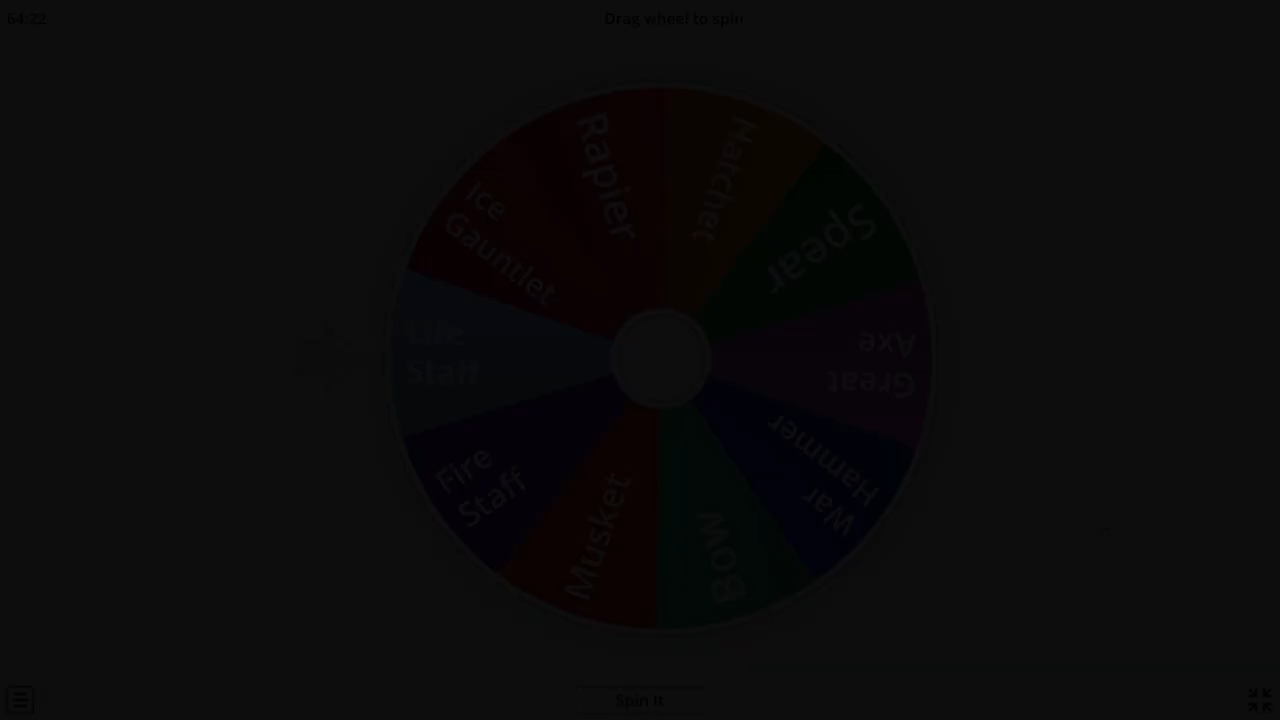 64:22
Drag wheel to spin
Rapier
Hatchet
Spear
Great
Axe
War
Hammer
Bow
Musket
Fire
Staff
Life
Staff
Ice
Gauntlet
Spin It